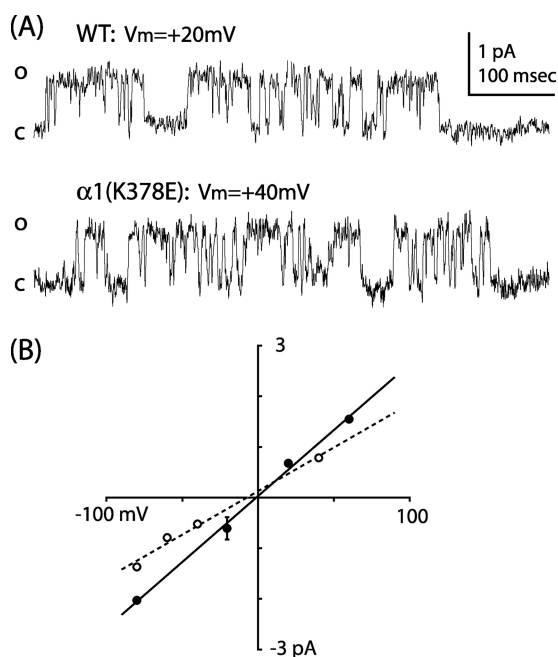 (A)
WT: Vm=+20mV
1 pA
100 msec
O
C
α1(K378E): Vm=+40mV
O
C
(B)
3
-100 mV
100
-3 pA